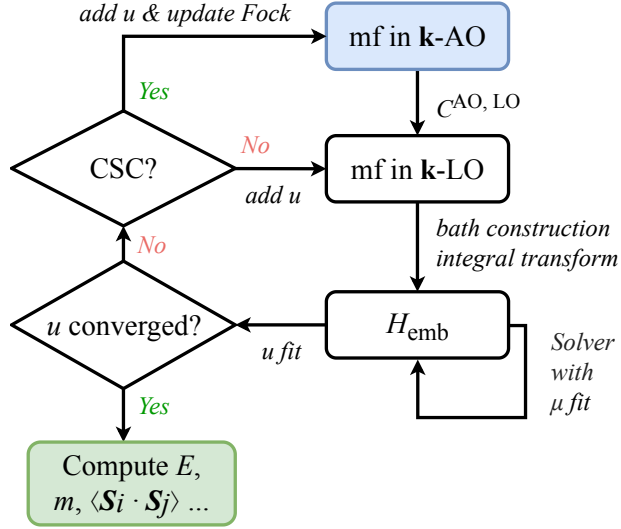 add u & update Fock
mf in k-AO
Yes
C^AO, LO
CSC?
No
add u
mf in k-LO
bath construction
integral transform
No
u converged?
u fit
H_emb
Solver
with
μ fit
Yes
Compute E,
m, ⟨S_i · S_j⟩ ...